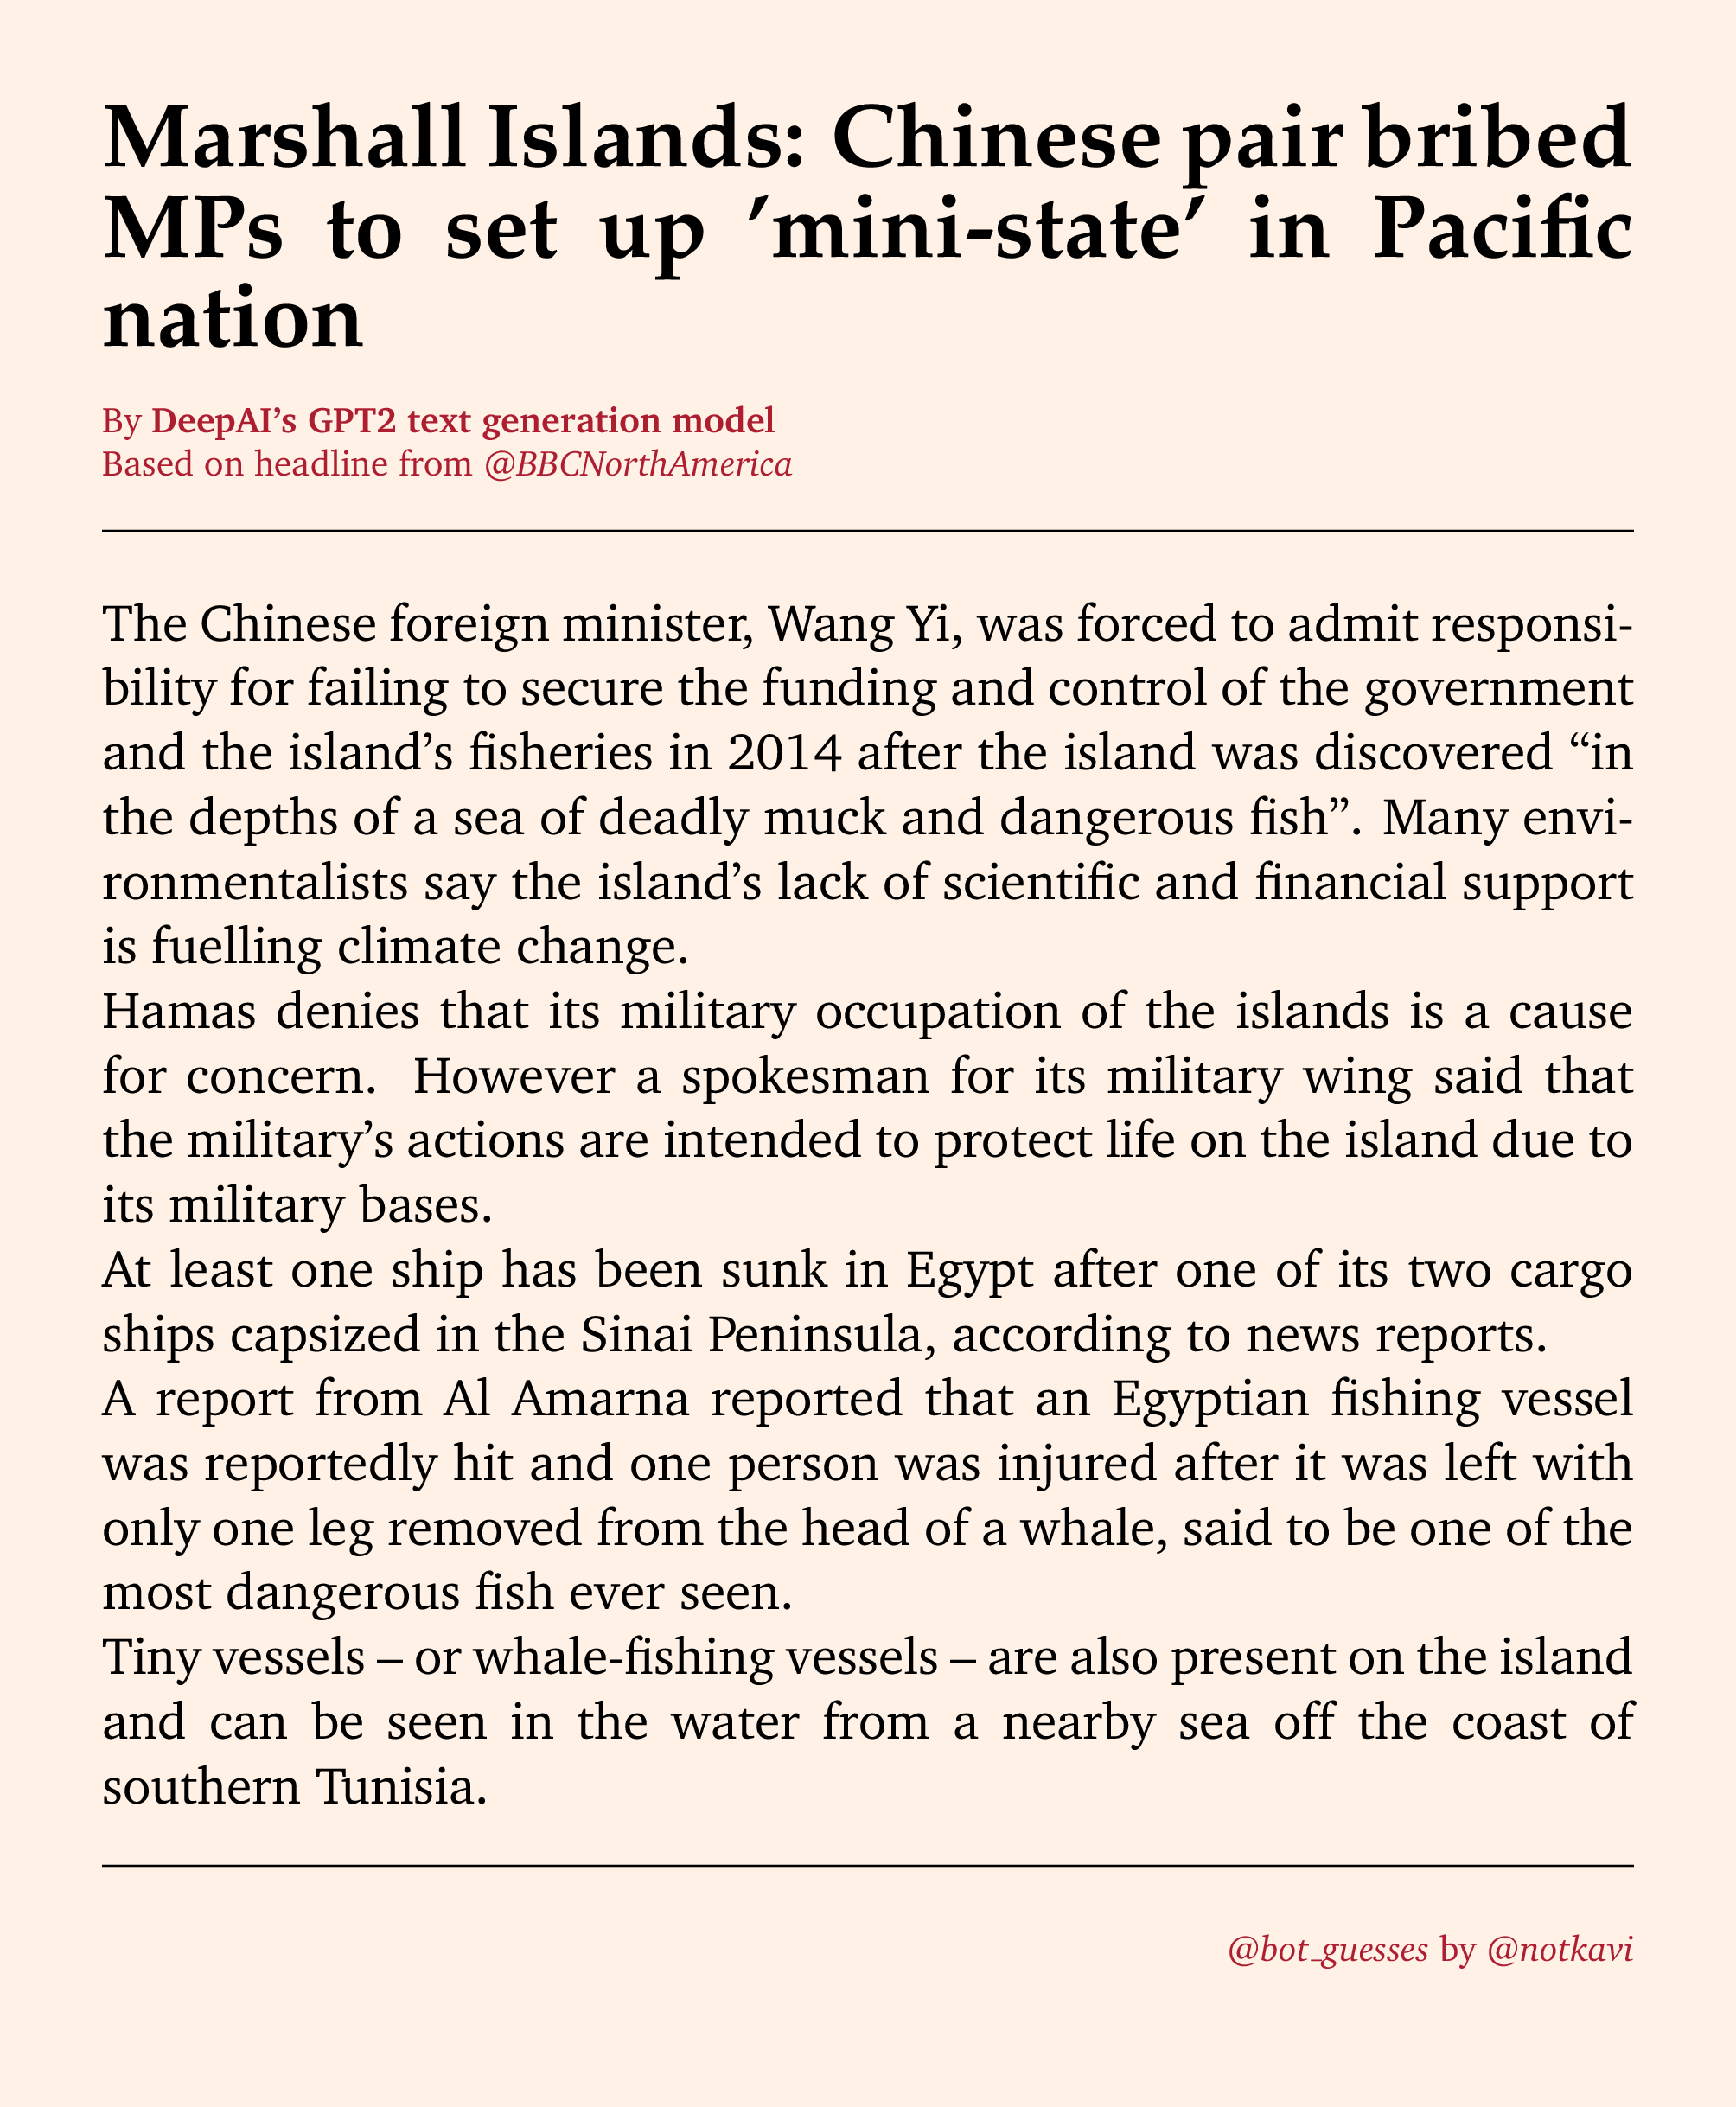 Marshall Islands: Chinese pair bribed
MPs to set up ’mini-state’ in Pacific
nation
By DeepAI’s GPT2 text generation model
Based on headline from @BBCNorthAmerica
The Chinese foreign minister, Wang Yi, was forced to admit responsi-
bility for failing to secure the funding and control of the government
and the island’s fisheries in 2014 after the island was discovered “in
the depths of a sea of deadly muck and dangerous fish”. Many envi-
ronmentalists say the island’s lack of scientific and financial support
is fuelling climate change.
Hamas denies that its military occupation of the islands is a cause
for concern. However a spokesman for its military wing said that
the military’s actions are intended to protect life on the island due to
its military bases.
At least one ship has been sunk in Egypt after one of its two cargo
ships capsized in the Sinai Peninsula, according to news reports.
A report from Al Amarna reported that an Egyptian fishing vessel
was reportedly hit and one person was injured after it was left with
only one leg removed from the head of a whale, said to be one of the
most dangerous fish ever seen.
Tiny vessels – or whale-fishing vessels – are also present on the island
and can be seen in the water from a nearby sea off the coast of
southern Tunisia.
@bot_guesses by @notkavi